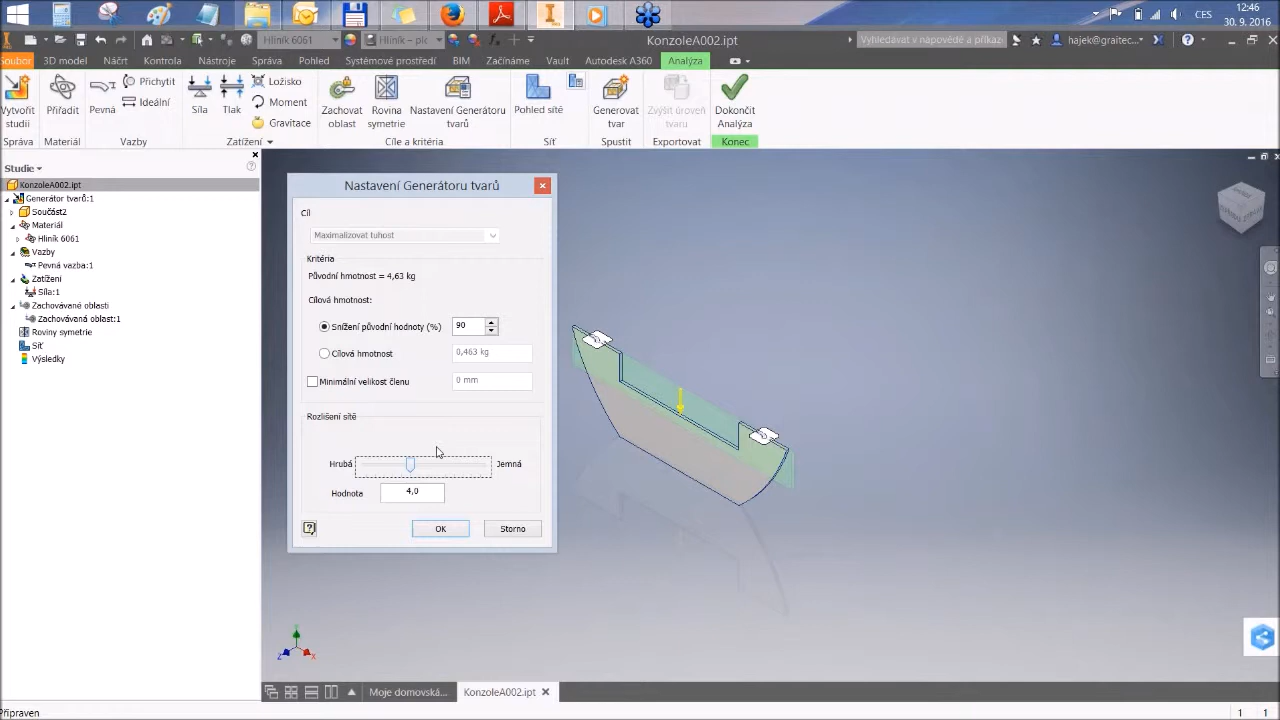 12:46
CES
30. 9. 2016
Hliník 6061
KonzoleA002.ipt
Vyhledávat v nápovědě a příkaz
hajek@graitec...
Soubor
3D model
Náčrt
Kontrola
Nástroje
Správa
Pohled
Systémové prostředí
BIM
Začínáme
Vault
Autodesk A360
Analýza
Vytvořit studii
Přiřadit
Pevná
Přichytit
Ideální
Síla
Tlak
Ložisko
Moment
Gravitace
Zachovat oblast
Rovina symetrie
Nastavení Generátoru tvarů
Pohled sítě
Generovat tvar
Zvýšit úroveň tvaru
Dokončit Analýza
Správa
Materiál
Vazby
Zatížení
Cíle a kritéria
Síť
Spustit
Exportovat
Konec
Studie
KonzoleA002.ipt
Generátor tvarů:1
Součást2
Materiál
Hliník 6061
Vazby
Pevná vazba:1
Zatížení
Síla:1
Zachovávané oblasti
Zachovávaná oblast:1
Roviny symetrie
Síť
Výsledky
Nastavení Generátoru tvarů
Cíl
Maximalizovat tuhost
Kritéria
Původní hmotnost = 4,63 kg
Cílová hmotnost:
Snížení původní hodnoty (%)
90
Cílová hmotnost
0,463 kg
Minimální velikost členu
0 mm
Rozlišení sítě
Hrubá
Jemná
Hodnota
4,0
OK
Storno
Z
X
Moje domovská...
KonzoleA002.ipt
Připraven
1
1